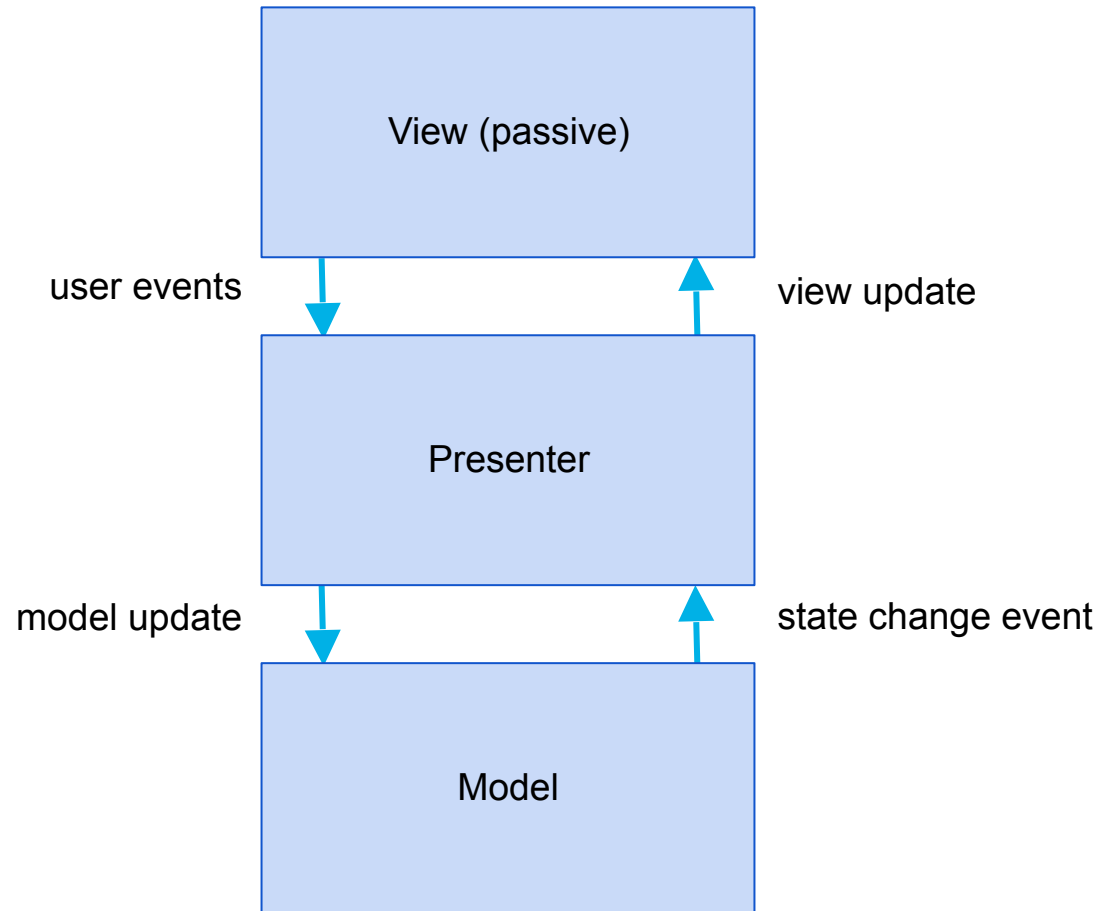 View (passive)
user events
view update
Presenter
model update
state change event
Model